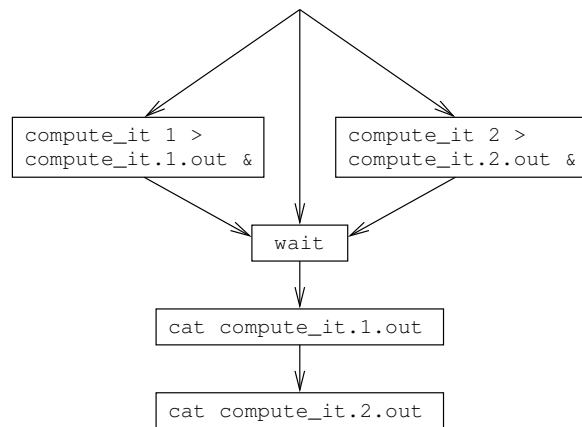 compute_it 1 >
compute_it.1.out &
compute_it 2 >
compute_it.2.out &
wait
cat compute_it.1.out
cat compute_it.2.out